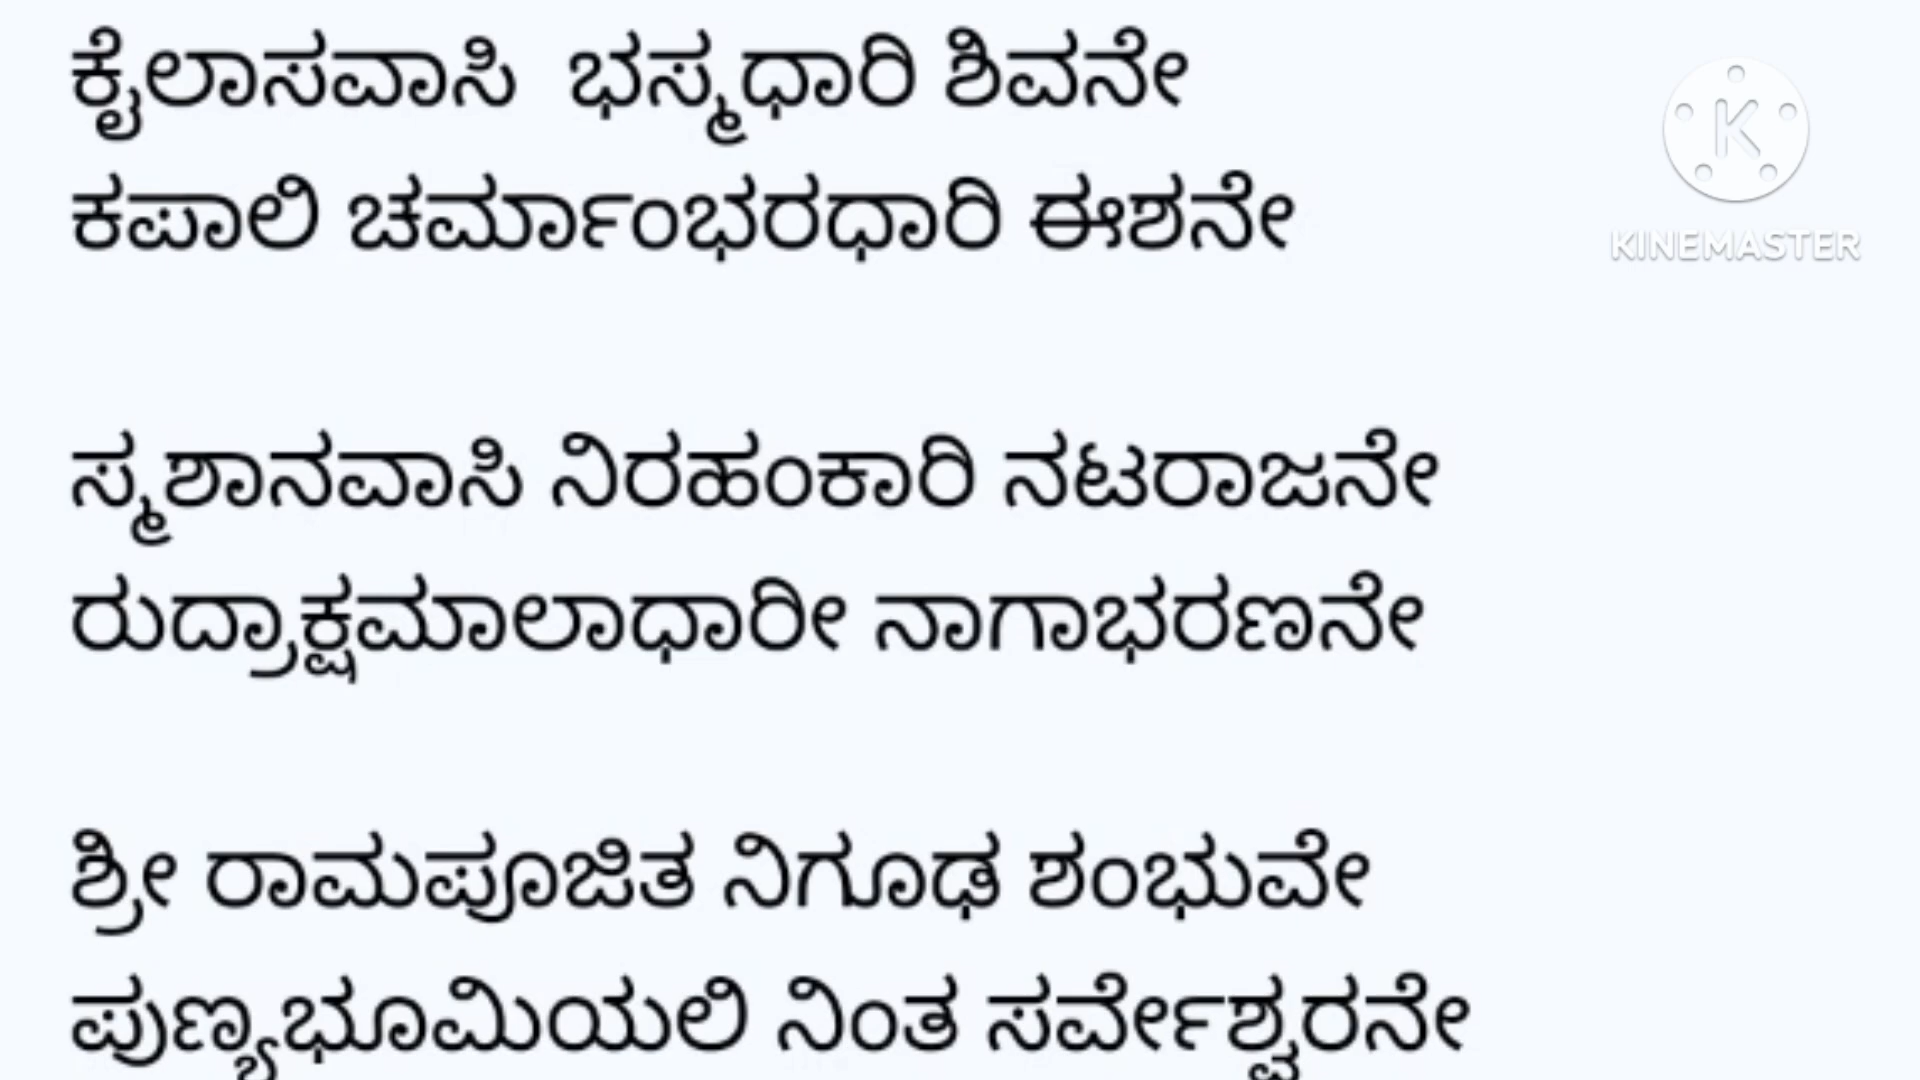 ಕೈಲಾಸವಾಸಿ ಭಸ್ಮಧಾರಿ ಶಿವನೇ
ಕಪಾಲಿ ಚರ್ಮಾಂಭರಧಾರಿ ಈಶನೇ
ಸ್ಮಶಾನವಾಸಿ ನಿರಹಂಕಾರಿ ನಟರಾಜನೇ
ರುದ್ರಾಕ್ಷಮಾಲಾಧಾರೀ ನಾಗಾಭರಣನೇ
ಶ್ರೀ ರಾಮಪೂಜಿತ ನಿಗೂಢ ಶಂಭುವೇ
ಪುಣ್ಯಭೂಮಿಯಲಿ ನಿಂತ ಸರ್ವೇಶ್ವರನೇ
K
KINEMASTER